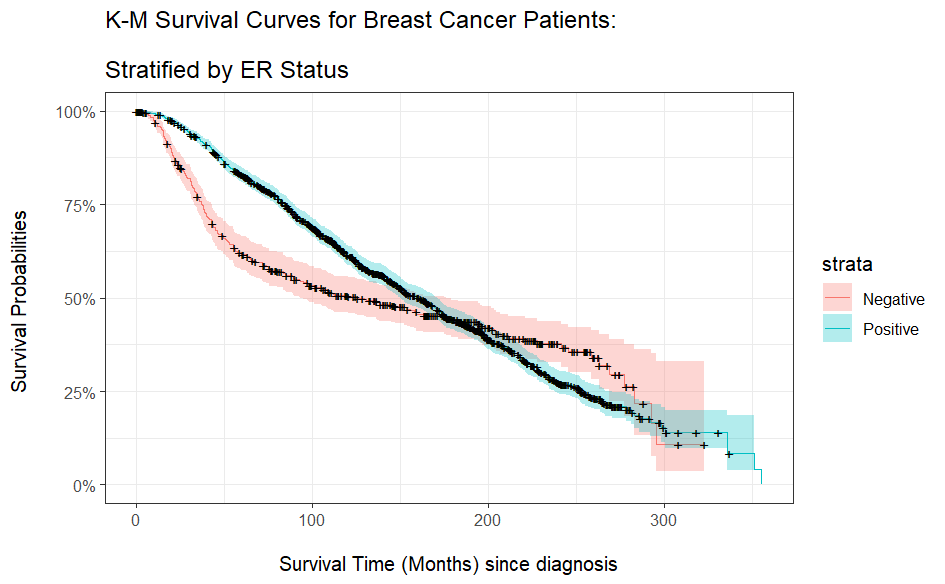 K-M Survival Curves for Breast Cancer Patients:
Stratified by ER Status
100%
75%
50%
25%
0%
Survival Probabilities
0 100 200 300
Survival Time (Months) since diagnosis
strata
Negative
Positive